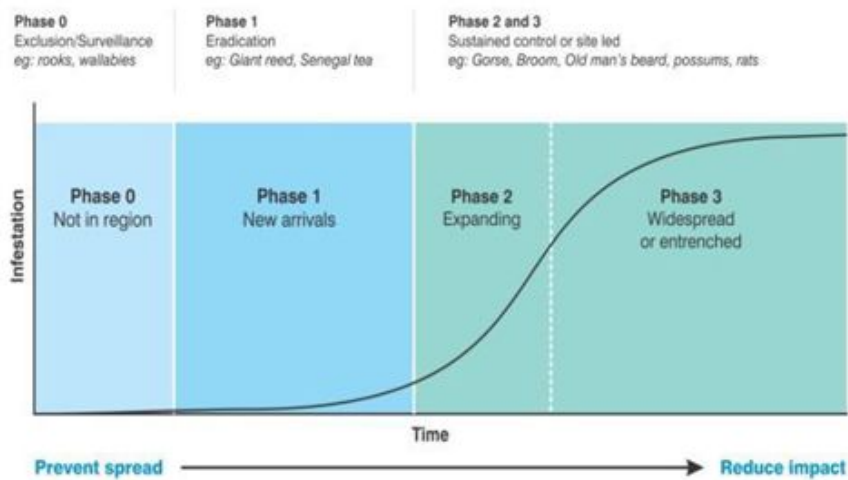 Phase 0
Exclusion/Surveillance
eg: rooks, wallabies
Phase 1
Eradication
eg: Giant reed, Senegal tea
Phase 2 and 3
Sustained control or site led
eg: Gorse, Broom, Old man's beard, possums, rats
Infestation
Phase 0
Not in region
Phase 1
New arrivals
Phase 2
Expanding
Phase 3
Widespread
or entrenched
Time
Prevent spread
Reduce impact